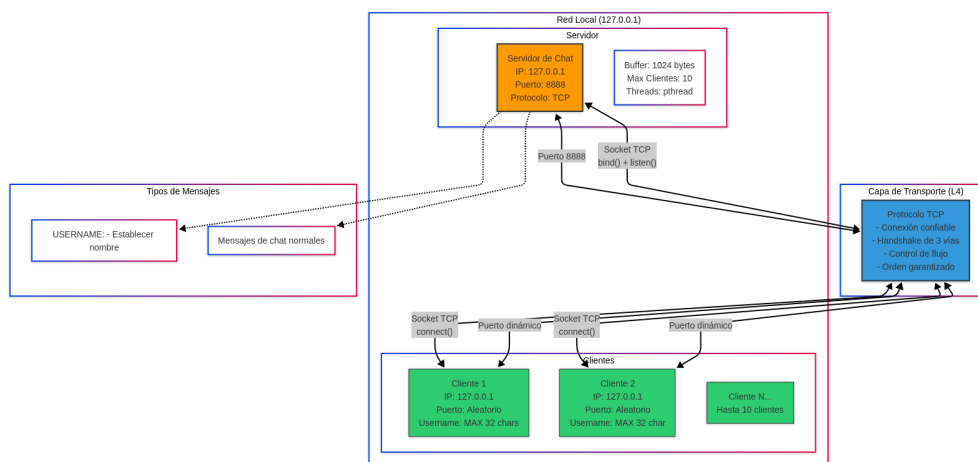 Red Local (127.0.0.1)
Servidor
Servidor de Chat
IP: 127.0.0.1
Puerto: 8888
Protocolo: TCP
Buffer: 1024 bytes
Max Clientes: 10
Threads: pthread
Puerto 8888
Socket TCP
bind() + listen()
Tipos de Mensajes
USERNAME: - Establecer
nombre
Mensajes de chat normales
Capa de Transporte (L4)
Protocolo TCP
- Conexión confiable
- Handshake de 3 vías
- Control de flujo
- Orden garantizado
Socket TCP
connect()
Puerto dinámico
Socket TCP
connect()
Puerto dinámico
Clientes
Cliente 1
IP: 127.0.0.1
Puerto: Aleatorio
Username: MAX 32 chars
Cliente 2
IP: 127.0.0.1
Puerto: Aleatorio
Username: MAX 32 char
Cliente N...
Hasta 10 clientes